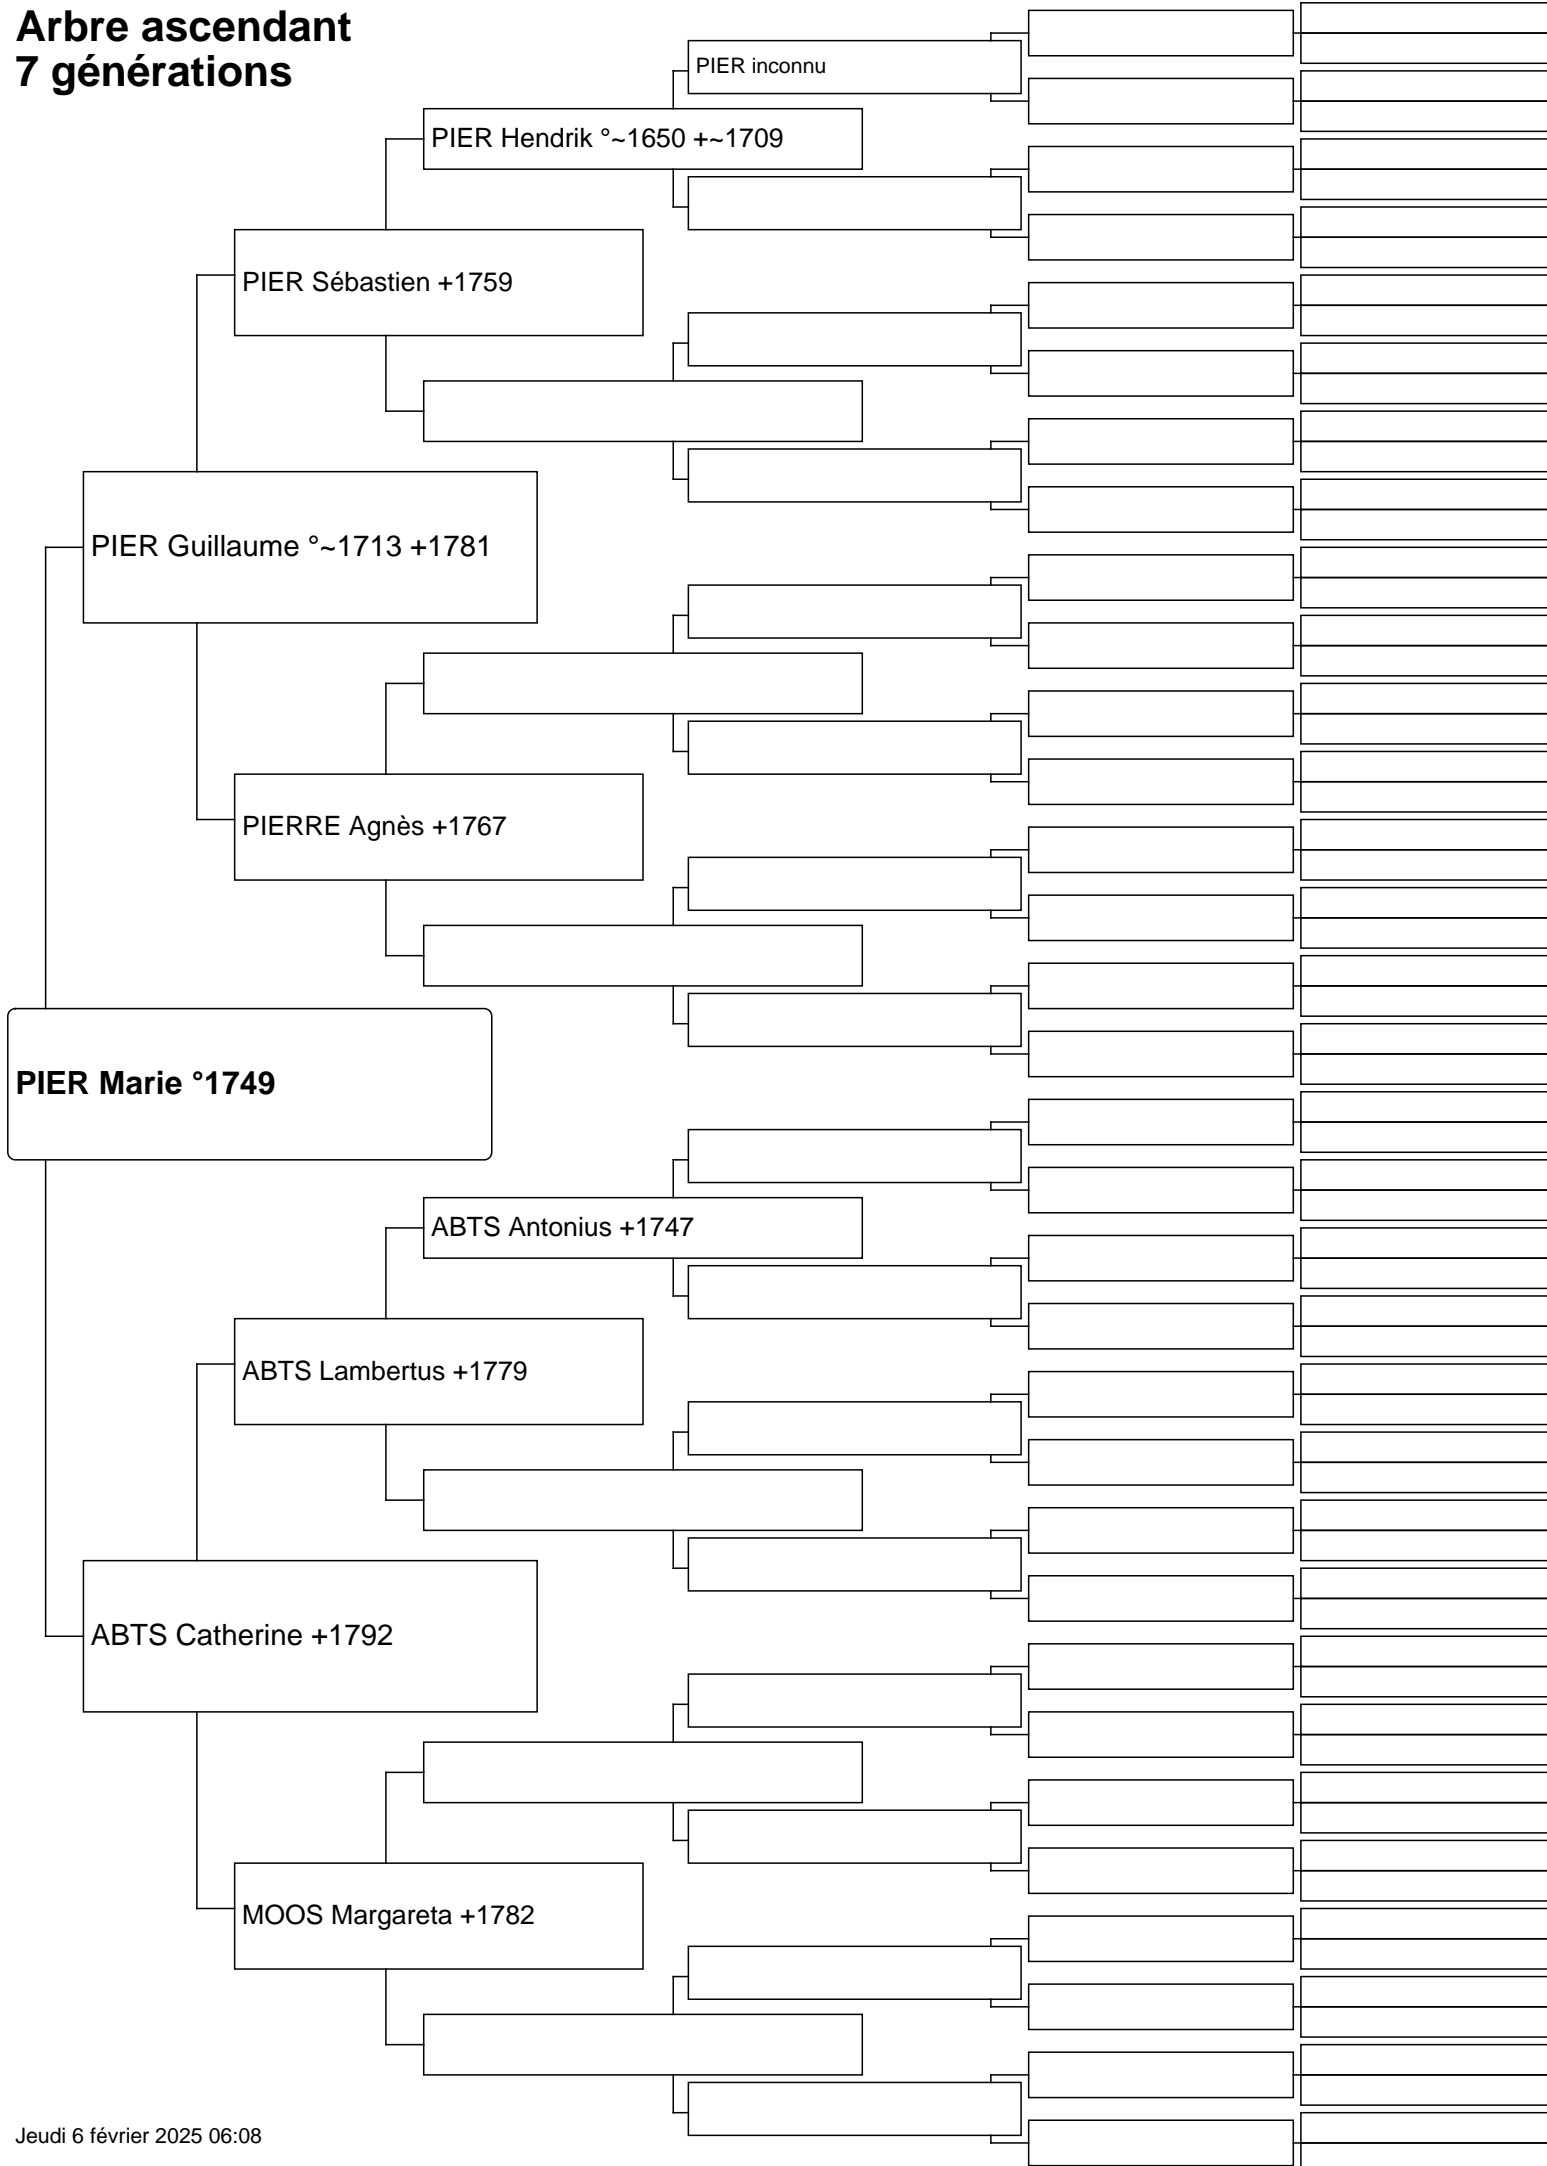 Arbre ascendant
7 générations
PIER inconnu
PIER Hendrik °~1650 +~1709
PIER Sébastien +1759
PIER Guillaume °~1713 +1781
PIERRE Agnès +1767
PIER Marie °1749
ABTS Antonius +1747
ABTS Lambertus +1779
ABTS Catherine +1792
MOOS Margareta +1782
Jeudi 6 février 2025 06:08